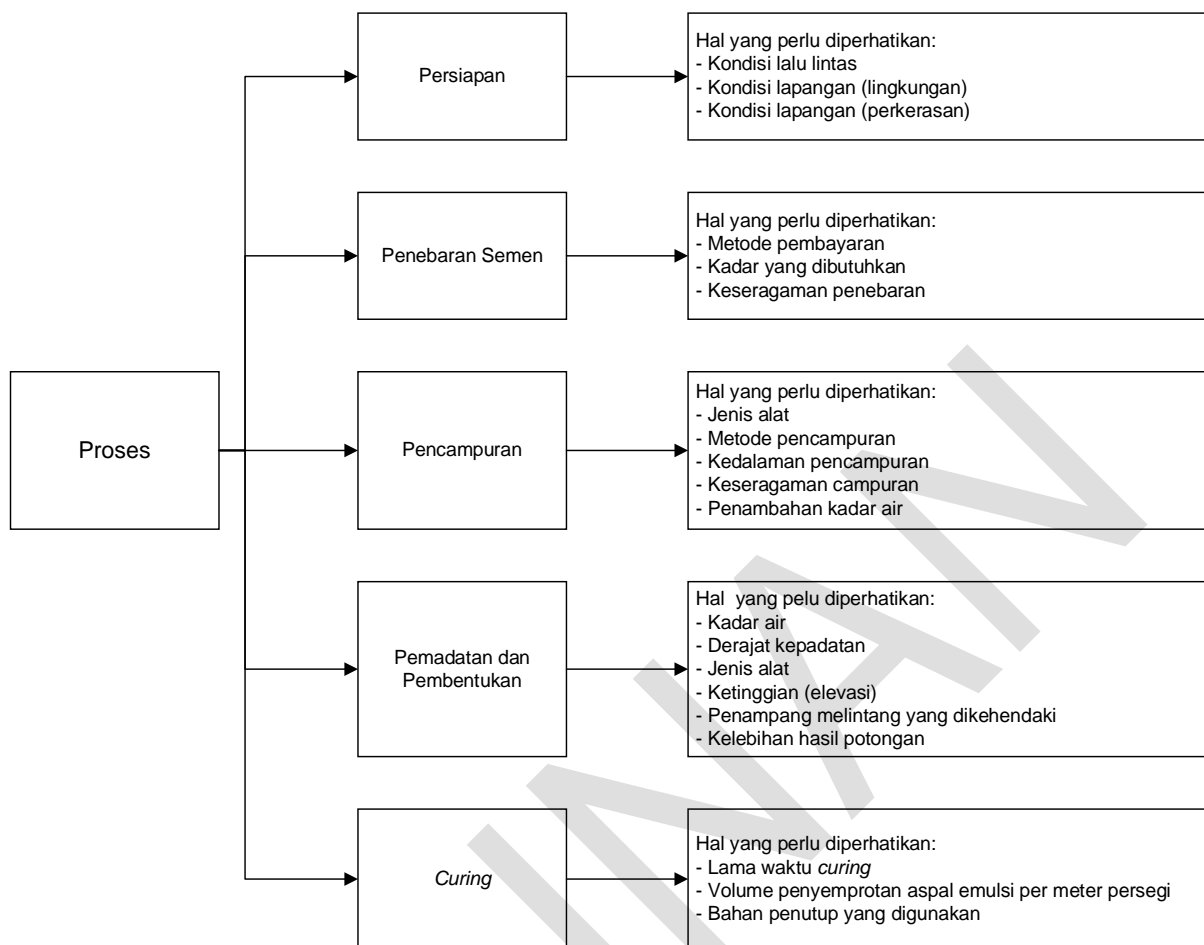 Proses
Persiapan
Hal yang perlu diperhatikan:
- Kondisi lalu lintas
- Kondisi lapangan (lingkungan)
- Kondisi lapangan (perkerasan)
Penebaran Semen
Hal yang perlu diperhatikan:
- Metode pembayaran
- Kadar yang dibutuhkan
- Keseragaman penebaran
Pencampuran
Hal yang perlu diperhatikan:
- Jenis alat
- Metode pencampuran
- Kedalaman pencampuran
- Keseragaman campuran
- Penambahan kadar air
Pemadatan dan
Pembentukan
Hal yang pelu diperhatikan:
- Kadar air
- Derajat kepadatan
- Jenis alat
- Ketinggian (elevasi)
- Penampang melintang yang dikehendaki
- Kelebihan hasil potongan
Curing
Hal yang perlu diperhatikan:
- Lama waktu curing
- Volume penyemprotan aspal emulsi per meter persegi
- Bahan penutup yang digunakan
INAN